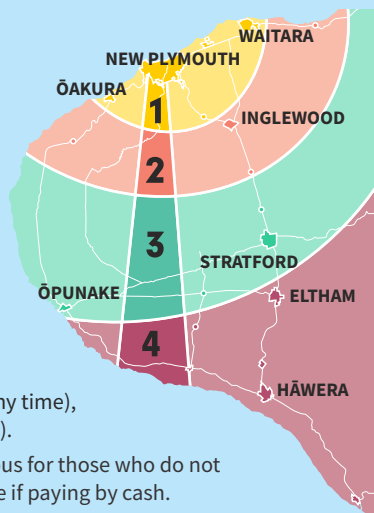 WAITARA
NEW PLYMOUTH
ŌAKURA
1
INGLEWOOD
2
3
STRATFORD
ŌPUNAKE
ELTHAM
4
HĀWERA
ny time),
).
ous for those who do not
e if paying by cash.